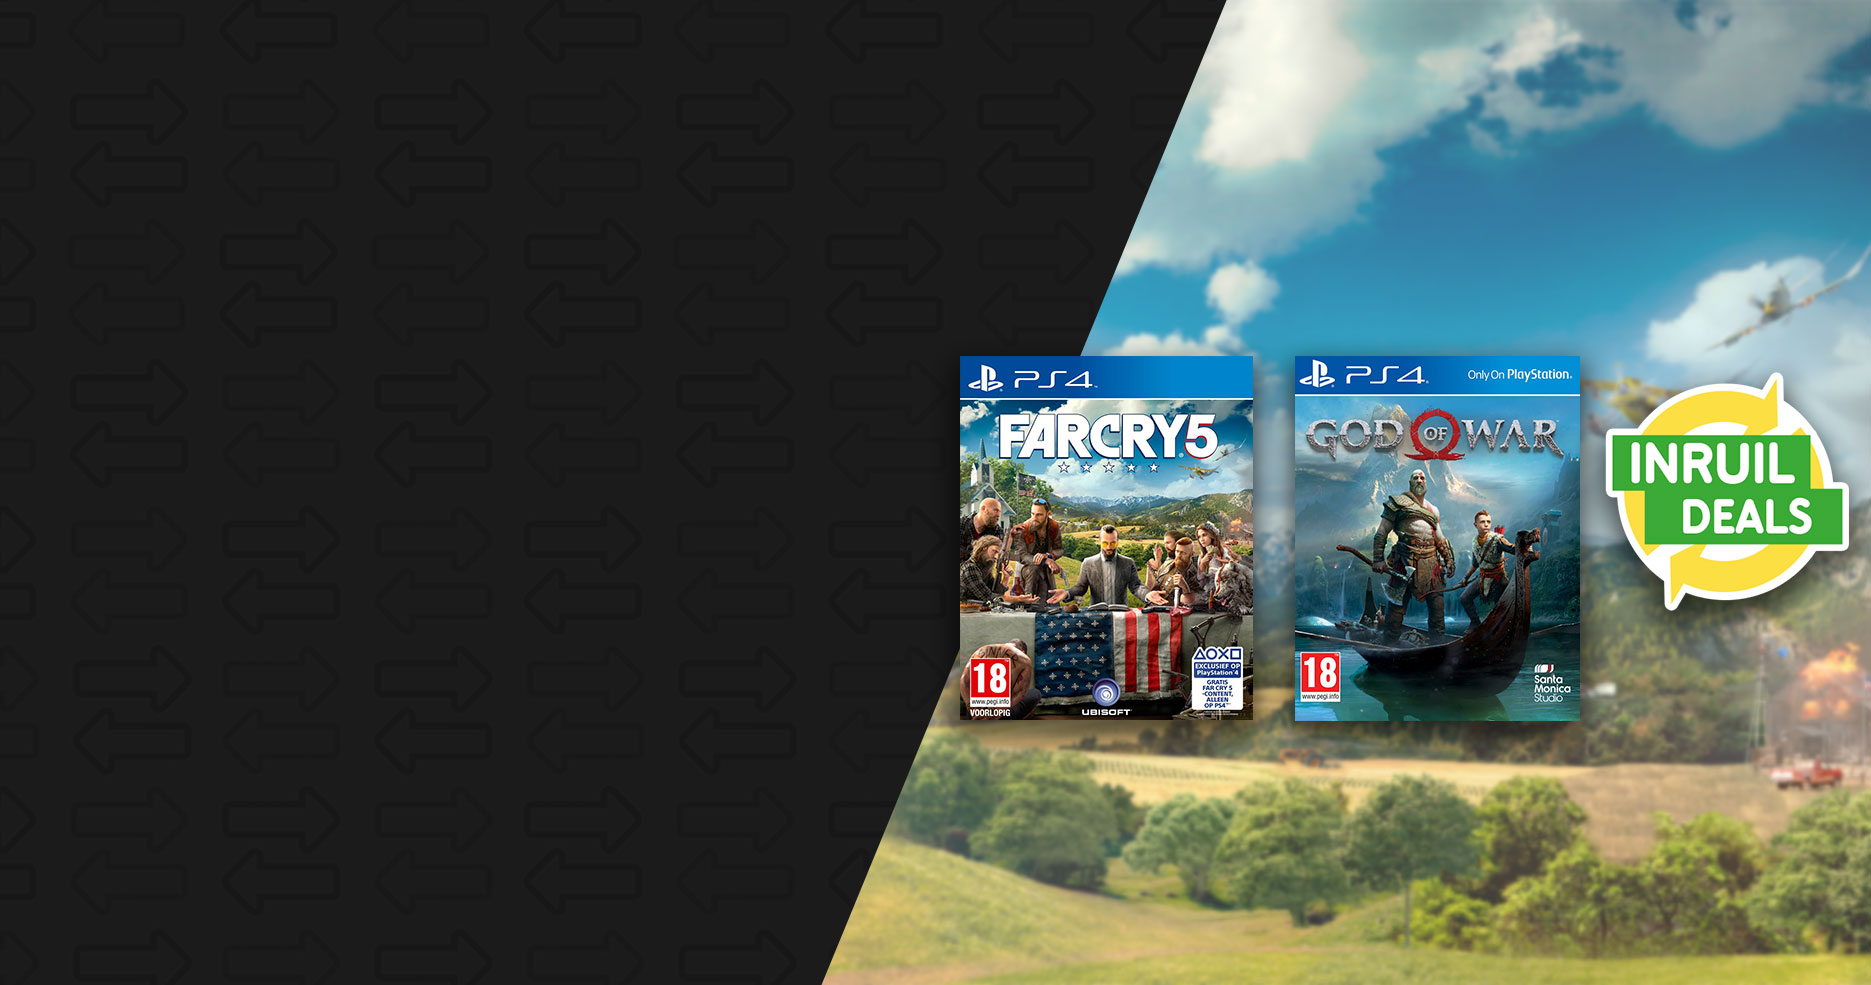 PS4
FARCRY5
18
www.pegi.info
VOORLOPIG
UBISOFT
EXCLUSIEF OP
PlayStation 4
GRATIS
FAR CRY 5
-CONTENT,
ALLEEN
OP PS4™
PS4
Only On PlayStation.
GOD OF WAR
18
www.pegi.info
Santa
Monica
Studio
INRUIL
DEALS